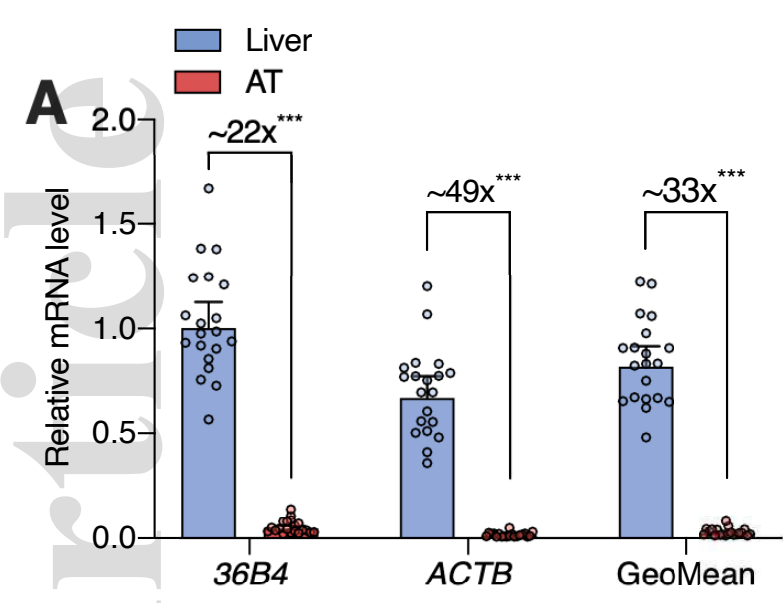 Liver
AT
A
~22x***
~49x***
~33x***
Relative mRNA level
2.0
1.5
1.0
0.5
0.0
36B4
ACTB
GeoMean
rticle